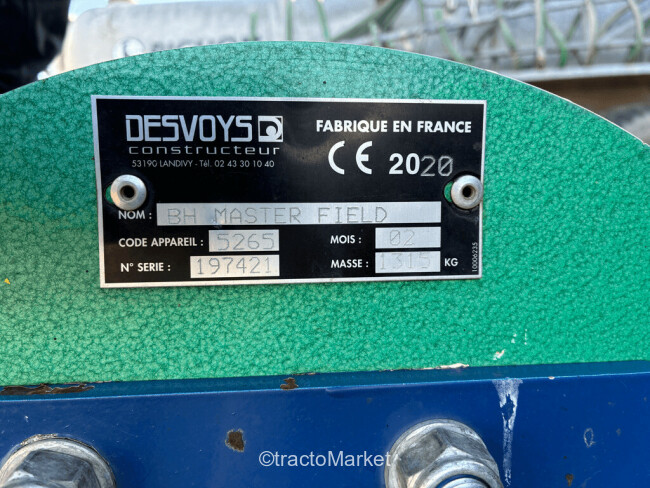 DESVOYS
constructeur
53190 LANDIVY - Tél. 02 43 30 10 40
FABRIQUE EN FRANCE
CE 2020
NOM : BH MASTER FIELD
CODE APPAREIL : 5265
MOIS : 02
N° SERIE : 197421
MASSE : 1315 KG
10006235
©tractoMarket